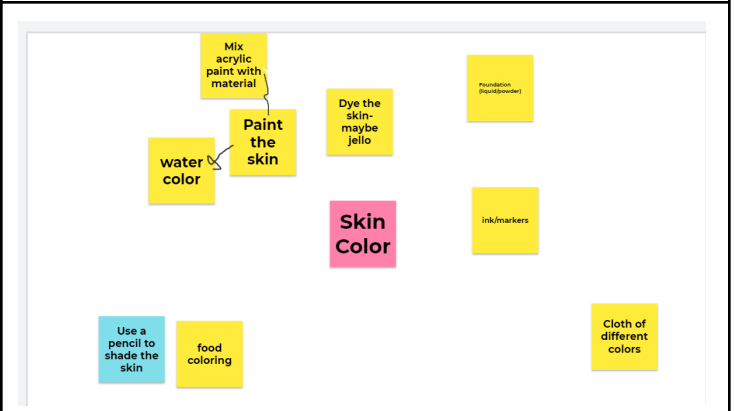 Mix
acrylic
paint with
material
Foundation
(liquid/powder)
Dye the
skin-
maybe
jello
Paint
the
skin
water
color
Skin
Color
ink/markers
Cloth of
different
colors
Use a
pencil to
shade the
skin
food
coloring